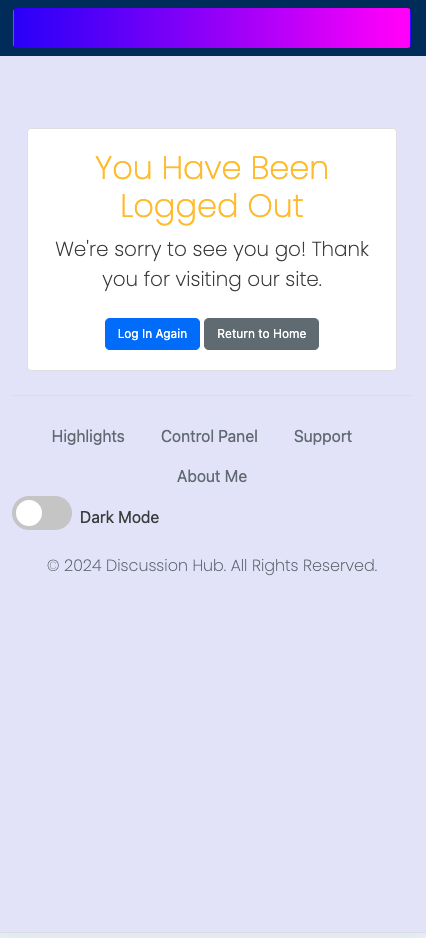 You Have Been
Logged Out
We're sorry to see you go! Thank
you for visiting our site.
Log In Again Return to Home
Highlights Control Panel Support
About Me
Dark Mode
© 2024 Discussion Hub. All Rights Reserved.